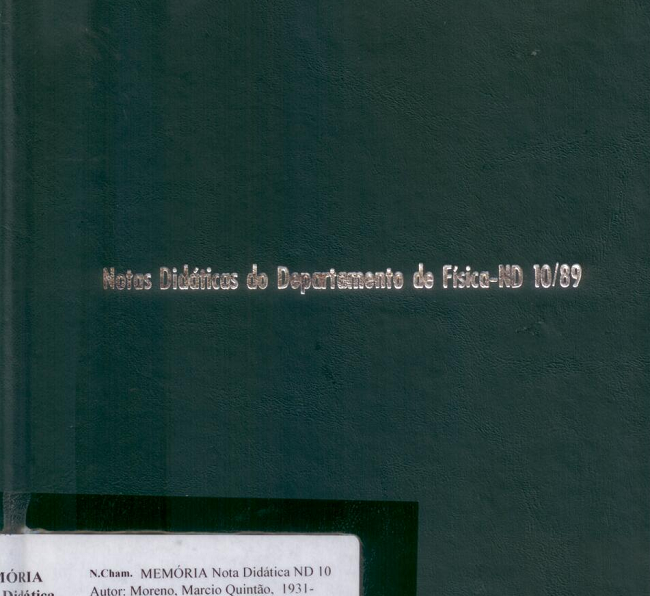 Notas Didáticas do Departamento de Física-ND 10/89
N.Cham. MEMÓRIA Nota Didática ND 10
Autor: Moreno, Marcio Quintão, 1931-
MÓRIA
Didática